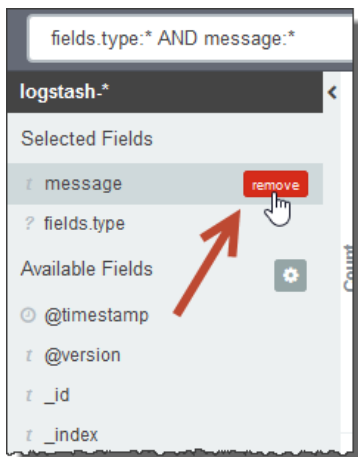 fields.type:* AND message:*
logstash-*
Selected Fields
t message remove
? fields.type
Available Fields
@timestamp
t @version
t _id
t _index
Count